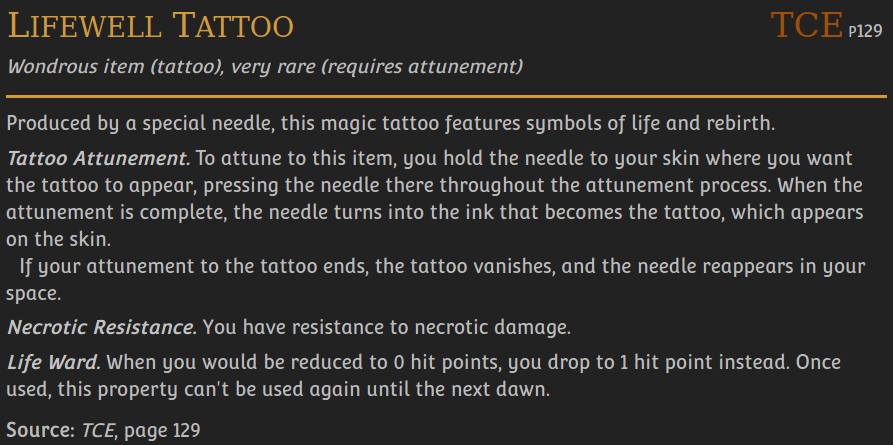 LIFEWELL TATTOO TCE P129
Wondrous item (tattoo), very rare (requires attunement)
Produced by a special needle, this magic tattoo features symbols of life and rebirth.
Tattoo Attunement. To attune to this item, you hold the needle to your skin where you want
the tattoo to appear, pressing the needle there throughout the attunement process. When the
attunement is complete, the needle turns into the ink that becomes the tattoo, which appears
on the skin.
If your attunement to the tattoo ends, the tattoo vanishes, and the needle reappears in your
space.
Necrotic Resistance. You have resistance to necrotic damage.
Life Ward. When you would be reduced to 0 hit points, you drop to 1 hit point instead. Once
used, this property can't be used again until the next dawn.
Source: TCE, page 129